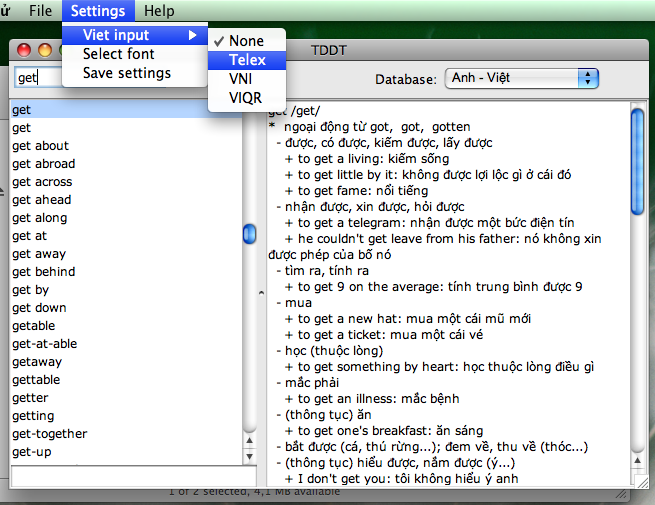 ử File Settings Help
Viet input
Select font
Save settings
None
Telex
VNI
VIQR
TDDT
get
Database: Anh - Việt
get
get
get about
get abroad
get across
get ahead
get along
get at
get away
get behind
get by
get down
getable
get-at-able
getaway
gettable
getter
getting
get-together
get-up
get /get/
* ngoại động từ got, got, gotten
- được, có được, kiếm được, lấy được
+ to get a living: kiếm sống
+ to get little by it: không được lợi lộc gì ở cái đó
+ to get fame: nổi tiếng
- nhận được, xin được, hỏi được
+ to get a telegram: nhận được một bức điện tín
+ he couldn't get leave from his father: nó không xin
được phép của bố nó
- tìm ra, tính ra
+ to get 9 on the average: tính trung bình được 9
- mua
+ to get a new hat: mua một cái mũ mới
+ to get a ticket: mua một cái vé
- học (thuộc lòng)
+ to get something by heart: học thuộc lòng điều gì
- mắc phải
+ to get an illness: mắc bệnh
- (thông tục) ăn
+ to get one's breakfast: ăn sáng
- bắt được (cá, thú rừng...); đem về, thu về (thóc...)
- (thông tục) hiểu được, nắm được (ý...)
+ I don't get you: tôi không hiểu ý anh
1 of 2 selected, 4,1 MB available